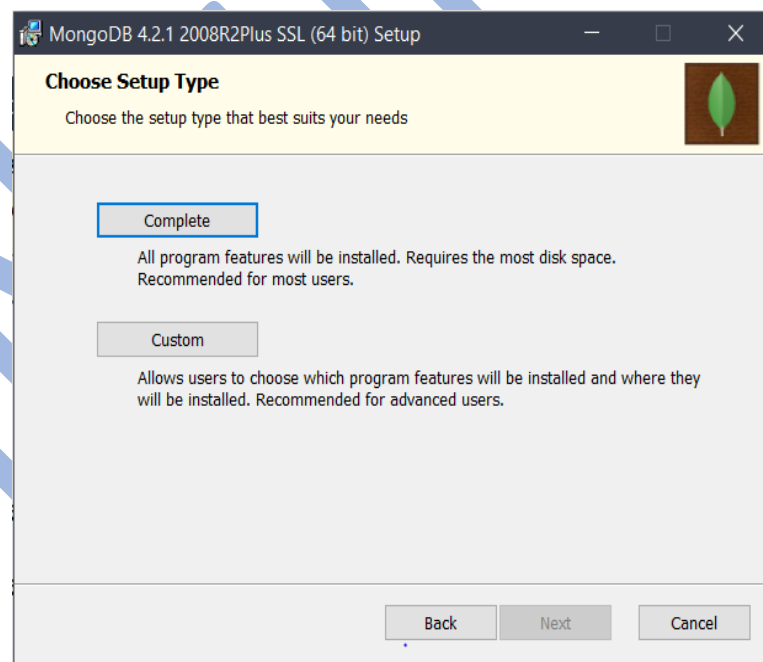 MongoDB 4.2.1 2008R2Plus SSL (64 bit) Setup
Choose Setup Type
Choose the setup type that best suits your needs
Complete
All program features will be installed. Requires the most disk space.
Recommended for most users.
Custom
Allows users to choose which program features will be installed and where they
will be installed. Recommended for advanced users.
Back
Next
Cancel